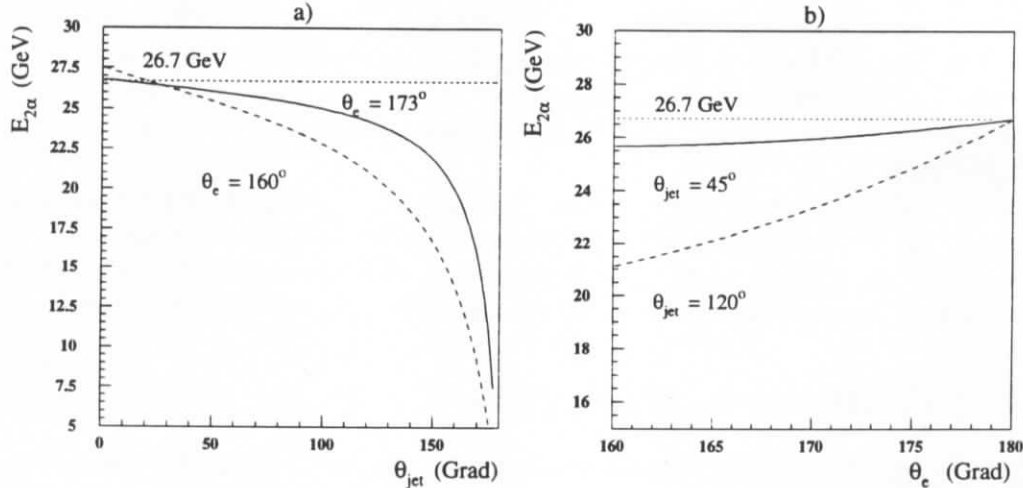 a)
E2α (GeV)
30
27.5
25
22.5
20
17.5
15
12.5
10
7.5
5
26.7 GeV
θe = 173°
θe = 160°
0
50
100
150
θjet (Grad)
b)
E2α (GeV)
30
28
26
24
22
20
18
16
26.7 GeV
θjet = 45°
θjet = 120°
160
165
170
175
180
θe (Grad)